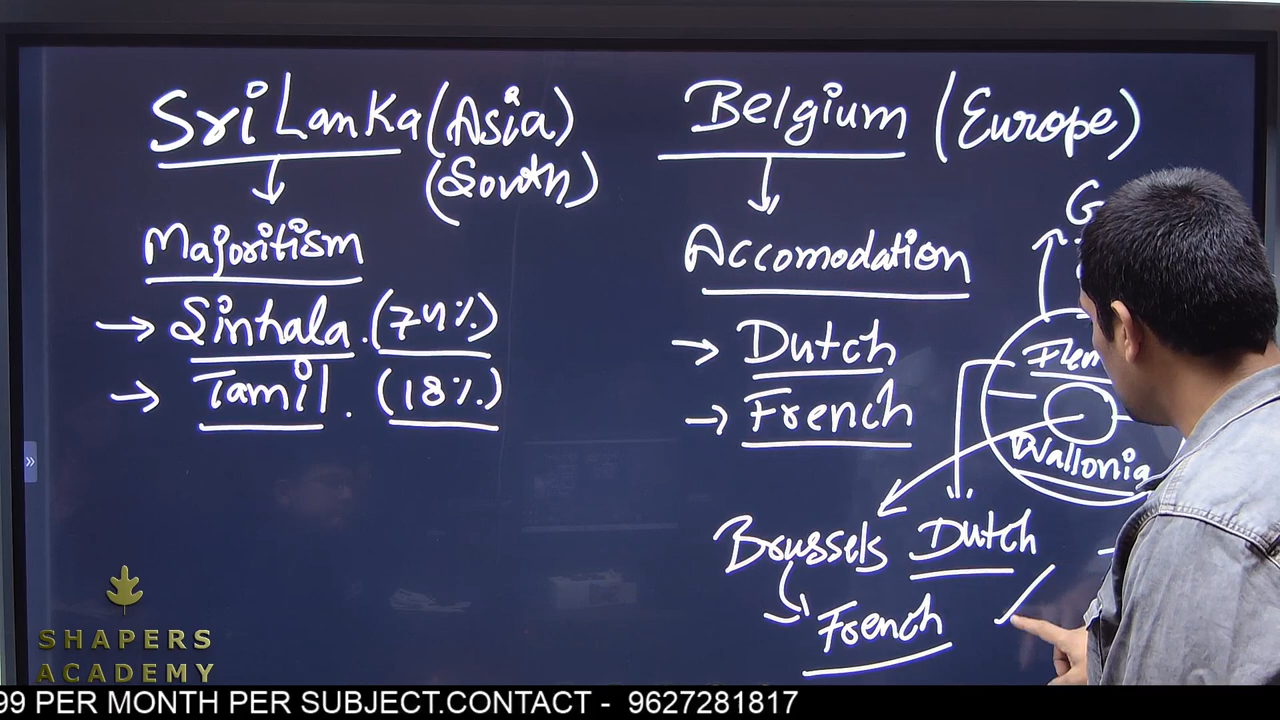 Sri Lanka (Asia)
(South)
Majoritism
→ Sinhala. (74%)
→ Tamil. (18%)
Belgium (Europe)
Accomodation
→ Dutch
→ French
G
Flem
Wallonia
Brussels Dutch
French
»
SHAPERS
ACADEMY
99 PER MONTH PER SUBJECT.CONTACT - 9627281817